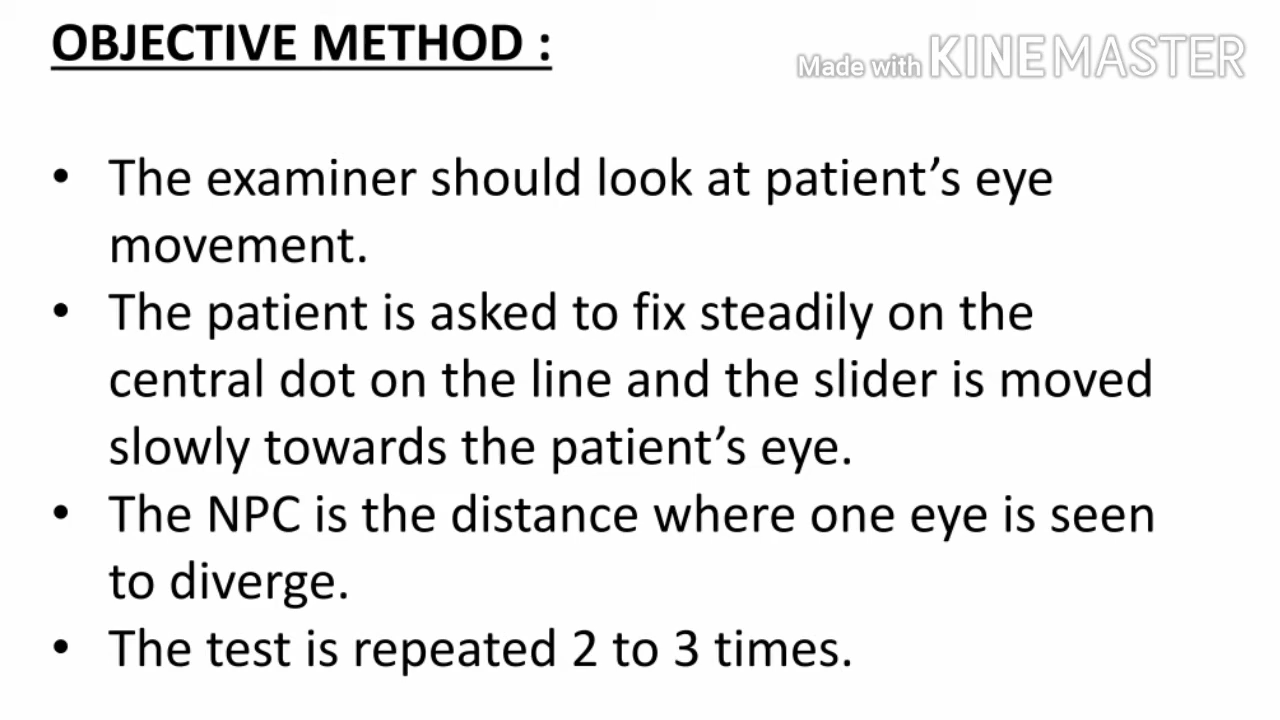 OBJECTIVE METHOD :
Made with KINEMASTER
• The examiner should look at patient’s eye
movement.
• The patient is asked to fix steadily on the
central dot on the line and the slider is moved
slowly towards the patient’s eye.
• The NPC is the distance where one eye is seen
to diverge.
• The test is repeated 2 to 3 times.